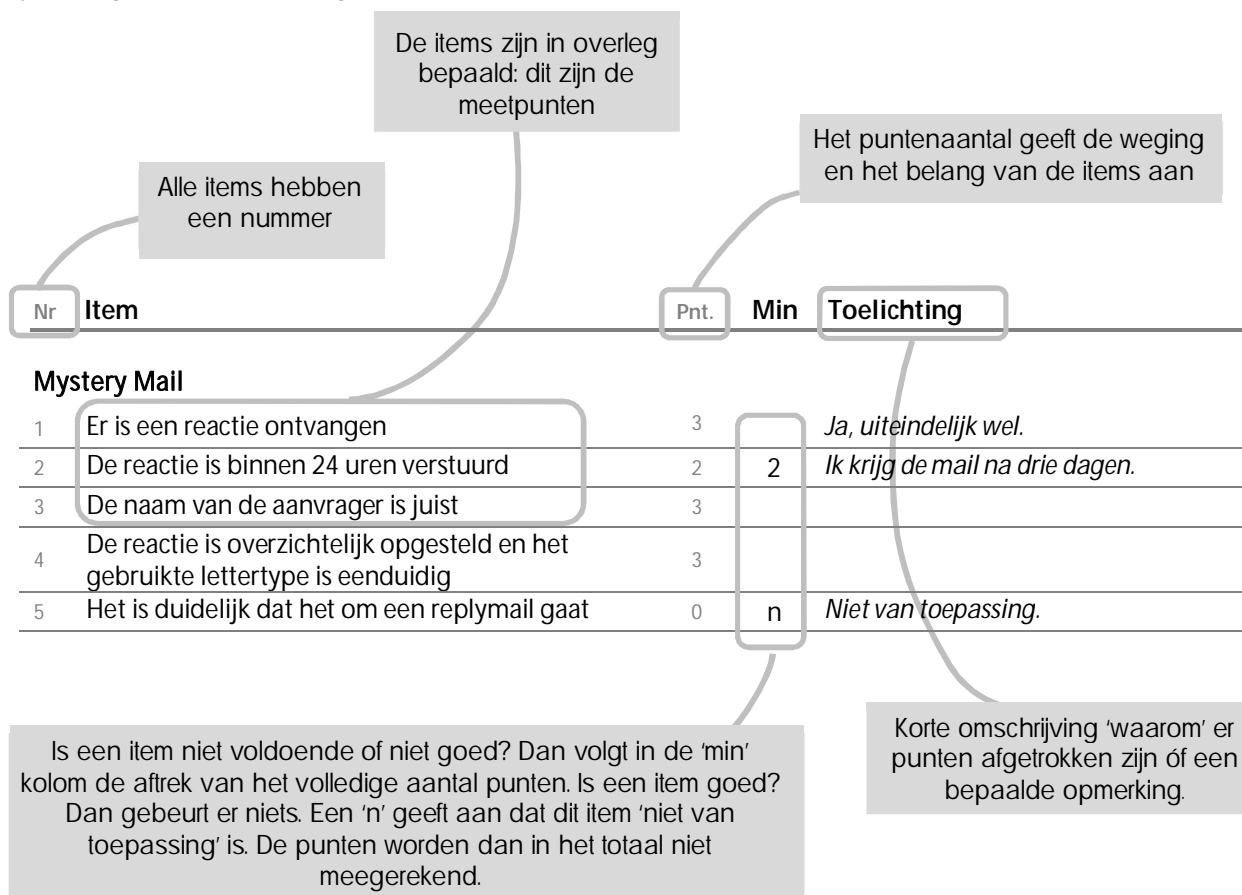 De items zijn in overleg
bepaald: dit zijn de
meetpunten
Het puntenaantal geeft de weging
en het belang van de items aan
Alle items hebben
een nummer
Nr Item Pnt. Min Toelichting
Mystery Mail
1 Er is een reactie ontvangen 3 Ja, uiteindelijk wel.
2 De reactie is binnen 24 uren verstuurd 2 2 Ik krijg de mail na drie dagen.
3 De naam van de aanvrager is juist 3
4 De reactie is overzichtelijk opgesteld en het
gebruikte lettertype is eenduidig 3
5 Het is duidelijk dat het om een replymail gaat 0 n Niet van toepassing.
Is een item niet voldoende of niet goed? Dan volgt in de ‘min’
kolom de aftrek van het volledige aantal punten. Is een item goed?
Dan gebeurt er niets. Een ‘n’ geeft aan dat dit item ‘niet van
toepassing’ is. De punten worden dan in het totaal niet
meegerekend.
Korte omschrijving ‘waarom’ er
punten afgetrokken zijn óf een
bepaalde opmerking.